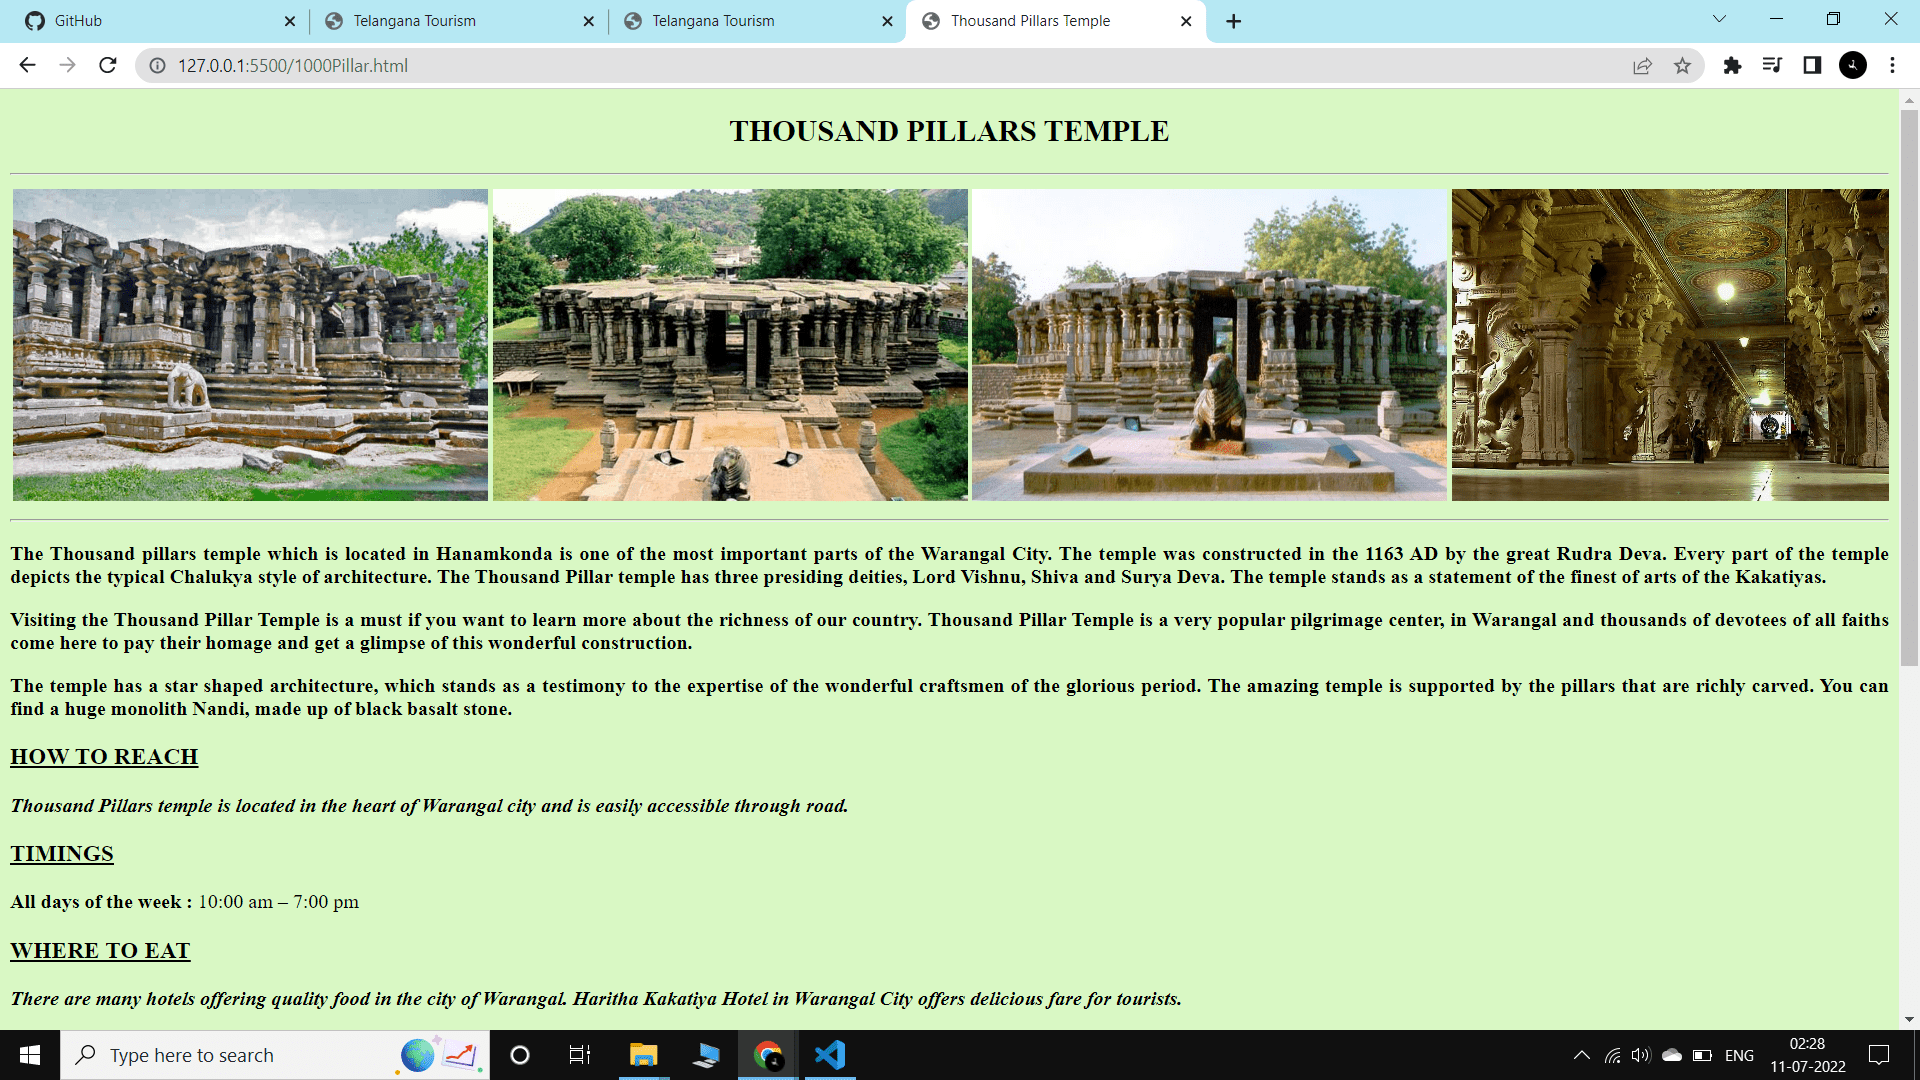 GitHub
Telangana Tourism
Telangana Tourism
Thousand Pillars Temple
127.0.0.1:5500/1000Pillar.html
THOUSAND PILLARS TEMPLE
The Thousand pillars temple which is located in Hanamkonda is one of the most important parts of the Warangal City. The temple was constructed in the 1163 AD by the great Rudra Deva. Every part of the temple
depicts the typical Chalukya style of architecture. The Thousand Pillar temple has three presiding deities, Lord Vishnu, Shiva and Surya Deva. The temple stands as a statement of the finest of arts of the Kakatiyas.
Visiting the Thousand Pillar Temple is a must if you want to learn more about the richness of our country. Thousand Pillar Temple is a very popular pilgrimage center, in Warangal and thousands of devotees of all faiths
come here to pay their homage and get a glimpse of this wonderful construction.
The temple has a star shaped architecture, which stands as a testimony to the expertise of the wonderful craftsmen of the glorious period. The amazing temple is supported by the pillars that are richly carved. You can
find a huge monolith Nandi, made up of black basalt stone.
HOW TO REACH
Thousand Pillars temple is located in the heart of Warangal city and is easily accessible through road.
TIMINGS
All days of the week : 10:00 am – 7:00 pm
WHERE TO EAT
There are many hotels offering quality food in the city of Warangal. Haritha Kakatiya Hotel in Warangal City offers delicious fare for tourists.
Type here to search
ENG
02:28
11-07-2022